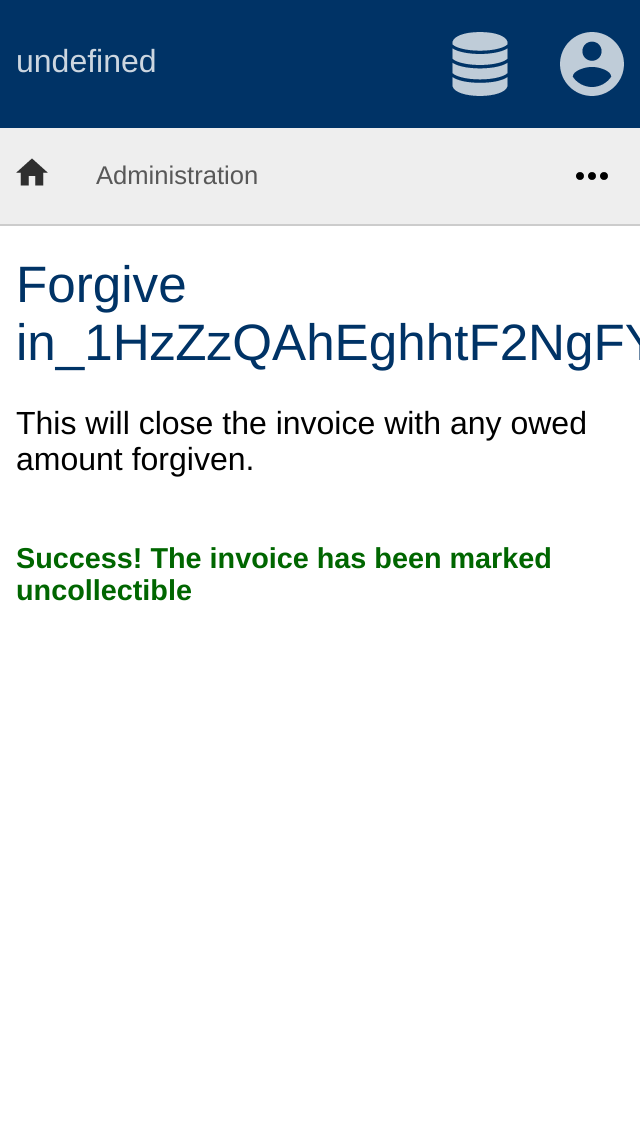 undefined
Administration
Forgive
in_1HzZzQAhEghhtF2NgFY
This will close the invoice with any owed
amount forgiven.
Success! The invoice has been marked
uncollectible